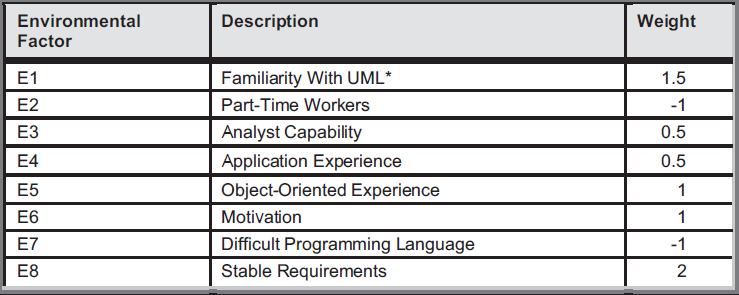 Environmental Factor Description Weight
E1 Familiarity With UML* 1.5
E2 Part-Time Workers -1
E3 Analyst Capability 0.5
E4 Application Experience 0.5
E5 Object-Oriented Experience 1
E6 Motivation 1
E7 Difficult Programming Language -1
E8 Stable Requirements 2